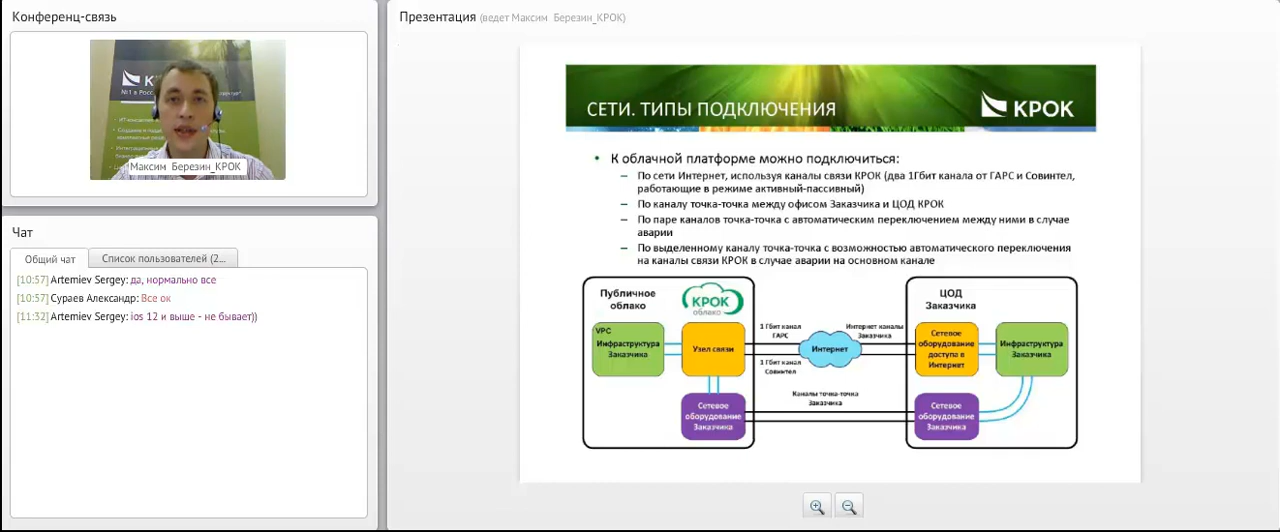 Конференц-связь
КРОК
№1 в Рос
Максим Березин_КРОК
Чат
Общий чат
Список пользователей (2...
[10:57] Artemiev Sergey: да, нормально все
[10:57] Сураев Александр: Все ок
[11:32] Artemiev Sergey: ios 12 и выше - не бывает))
Презентация (ведет Максим Березин_КРОК)
СЕТИ. ТИПЫ ПОДКЛЮЧЕНИЯ
КРОК
• К облачной платформе можно подключиться:
– По сети Интернет, используя каналы связи КРОК (два 1Гбит канала от ГАРС и Совинтел,
работающие в режиме активный-пассивный)
– По каналу точка-точка между офисом Заказчика и ЦОД КРОК
– По паре каналов точка-точка с автоматическим переключением между ними в случае
аварии
– По выделенному каналу точка-точка с возможностью автоматического переключения
на каналы связи КРОК в случае аварии на основном канале
Публичное
облако
КРОК
облако
VPC
Инфраструктура
Заказчика
Узел связи
Сетевое
оборудование
Заказчика
1 Гбит канал
ГАРС
1 Гбит канал
Совинтел
Интернет
Интернет каналы
Заказчика
Каналы точка-точка
Заказчика
ЦОД
Заказчика
Сетевое
оборудование
доступа в
Интернет
Инфраструктура
Заказчика
Сетевое
оборудование
Заказчика